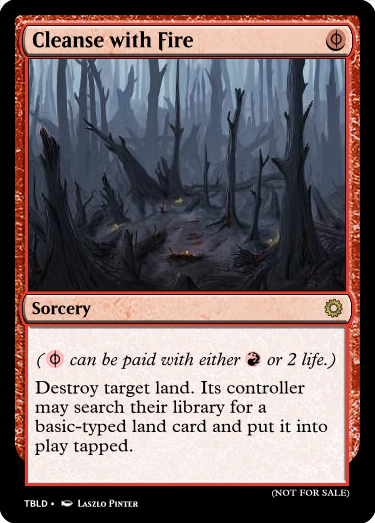 Cleanse with Fire
Sorcery
( can be paid with either or 2 life.)
Destroy target land. Its controller
may search their library for a
basic-typed land card and put it into
play tapped.
(NOT FOR SALE)
TBLD • Laszlo Pinter